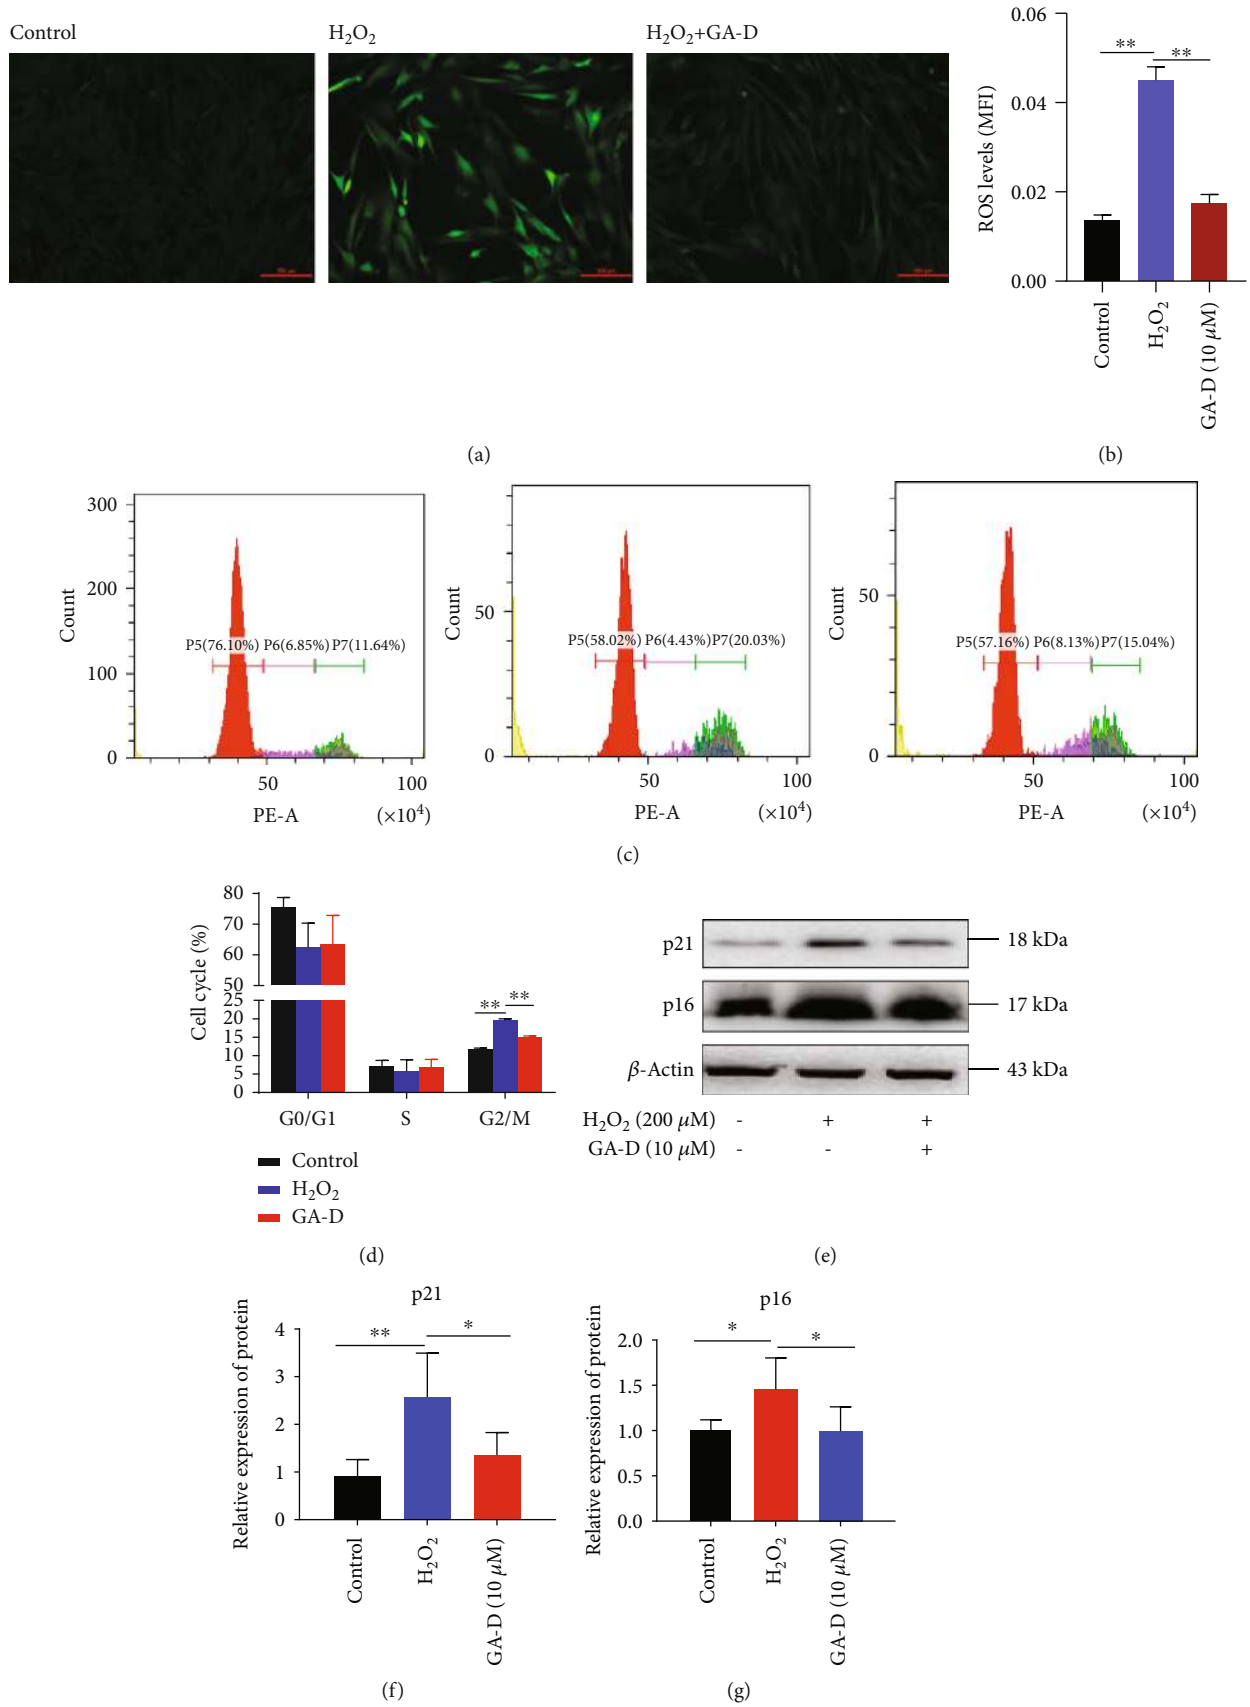 Control
H₂O₂
H₂O₂+GA-D
ROS levels (MFI)
0.06
0.04
0.02
0.00
** **
Control
H₂O₂
GA-D (10 μM)
(a)
(b)
Count
300
200
100
0
P5(76.10%) P6(6.85%) P7(11.64%)
50 100
PE-A (×10⁴)
Count
50
0
P5(58.02%) P6(4.43%) P7(20.03%)
50 100
PE-A (×10⁴)
Count
50
0
P5(57.16%) P6(8.13%) P7(15.04%)
50 100
PE-A (×10⁴)
(c)
Cell cycle (%)
80
70
60
50
25
20
15
10
5
0
** **
G0/G1 S G2/M
Control
H₂O₂
GA-D
(d)
p21 18 kDa
p16 17 kDa
β-Actin 43 kDa
H₂O₂ (200 μM) - + +
GA-D (10 μM) - - +
(e)
p21
Relative expression of protein
4
3
2
1
0
** *
Control
H₂O₂
GA-D (10 μM)
(f)
p16
Relative expression of protein
2.0
1.5
1.0
0.5
0.0
* *
Control
H₂O₂
GA-D (10 μM)
(g)